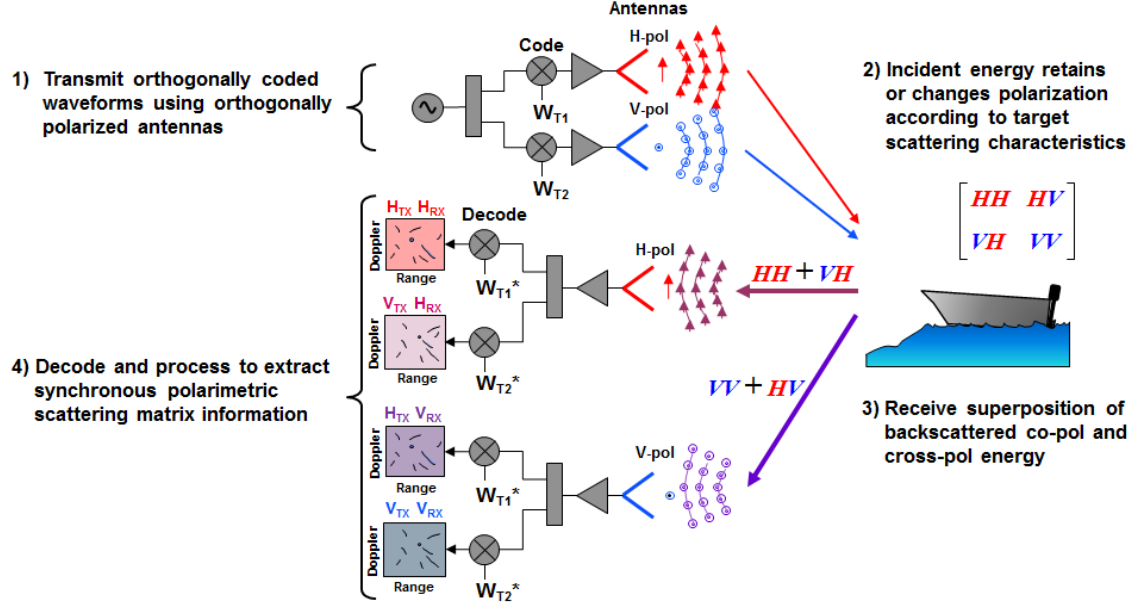 Antennas
1) Transmit orthogonally coded
waveforms using orthogonally
polarized antennas
Code
H-pol
W_T1
V-pol
W_T2
2) Incident energy retains
or changes polarization
according to target
scattering characteristics
HH HV
VH VV
4) Decode and process to extract
synchronous polarimetric
scattering matrix information
H_TX H_RX
Decode
Doppler
Range
W_T1*
H-pol
HH + VH
V_TX H_RX
Doppler
Range
W_T2*
VV + HV
3) Receive superposition of
backscattered co-pol and
cross-pol energy
H_TX V_RX
Doppler
Range
W_T1*
V-pol
V_TX V_RX
Doppler
Range
W_T2*